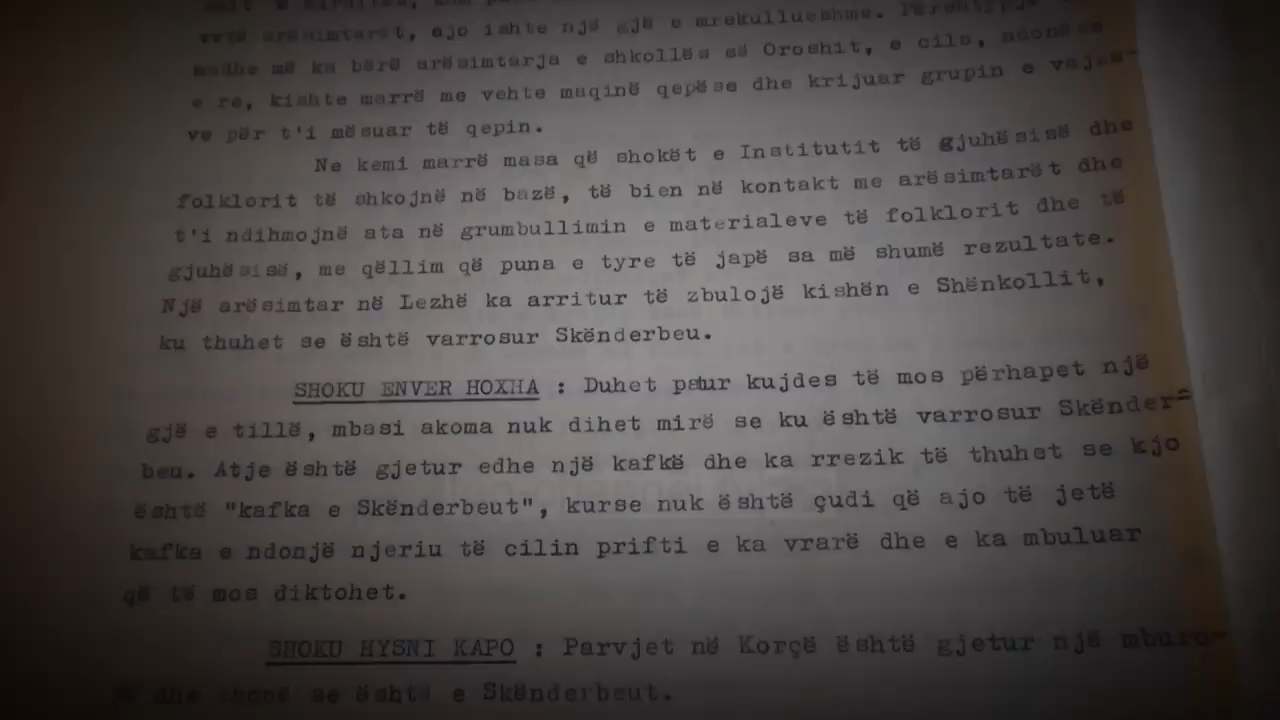 vetë arësimtarët, ajo ishte një gjë e mrekullueshme. Përshtypje
madhe më ka bërë arësimtarja e shkollës së Oroshit, e cila, ndonëse
e re, kishte marrë me vehte maqinë qepëse dhe krijuar grupin e vajza-
ve për t'i mësuar të qepin.
Ne kemi marrë masa që shokët e Institutit të gjuhësisë dhe
folklorit të shkojnë në bazë, të bien në kontakt me arësimtarët dhe
t'i ndihmojnë ata në grumbullimin e materialeve të folklorit dhe të
gjuhësisë, me qëllim që puna e tyre të japë sa më shumë rezultate.
Një arësimtar në Lezhë ka arritur të zbulojë kishën e Shënkollit,
ku thuhet se është varrosur Skënderbeu.
SHOKU ENVER HOXHA : Duhet patur kujdes të mos përhapet një
gjë e tillë, mbasi akoma nuk dihet mirë se ku është varrosur Skënder=
beu. Atje është gjetur edhe një kafkë dhe ka rrezik të thuhet se kjo
është "kafka e Skënderbeut", kurse nuk është çudi që ajo të jetë
kafka e ndonjë njeriu të cilin prifti e ka vrarë dhe e ka mbuluar
që të mos diktohet.
SHOKU HYSNI KAPO : Parvjet në Korçë është gjetur një mburo-
jë dhe thonë se është e Skënderbeut.